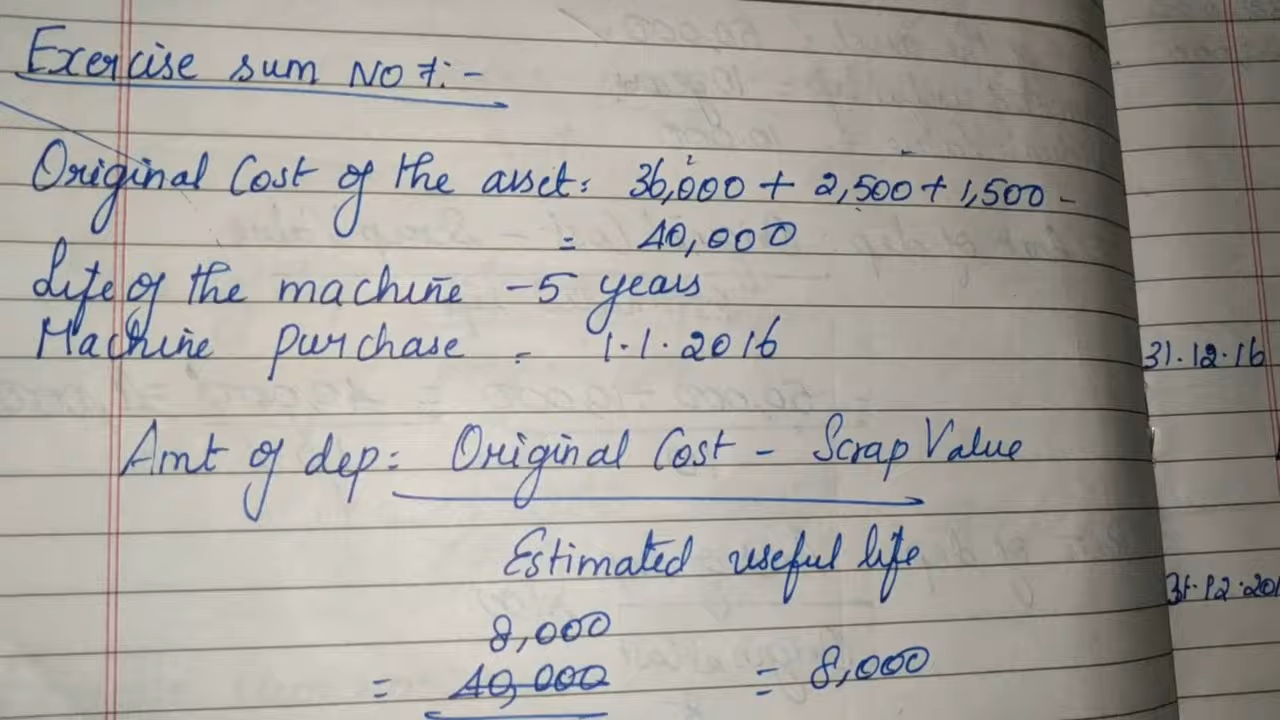 Exercise sum No 7:-
Original Cost of the asset: 36,000 + 2,500 + 1,500 -
= 40,000
Life of the machine - 5 years
Machine purchase - 1.1.2016
31.12.16
Amt of dep: Original Cost - Scrap Value
Estimated useful life
31.12.201
8,000
= 40,000 = 8,000